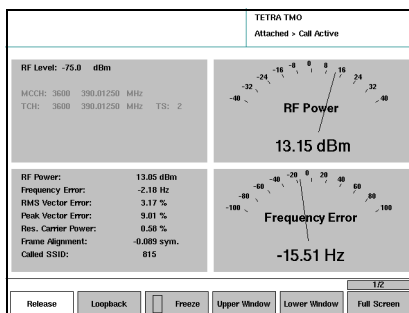 TETRA TMO
Attached > Call Active
RF Level: -75.0 dBm
MCCH: 3600 390.01250 MHz
TCH: 3600 390.01250 MHz TS: 2
-40 -32 -24 -16 -8 0 8 16 24 32 40
RF Power
13.15 dBm
RF Power: 13.05 dBm
Frequency Error: -2.18 Hz
RMS Vector Error: 3.17 %
Peak Vector Error: 9.01 %
Res. Carrier Power: 0.58 %
Frame Alignment: -0.089 sym.
Called SSID: 815
-100 -80 -60 -40 -20 0 20 40 60 80 100
Frequency Error
-15.51 Hz
1/2
Release Loopback Freeze Upper Window Lower Window Full Screen